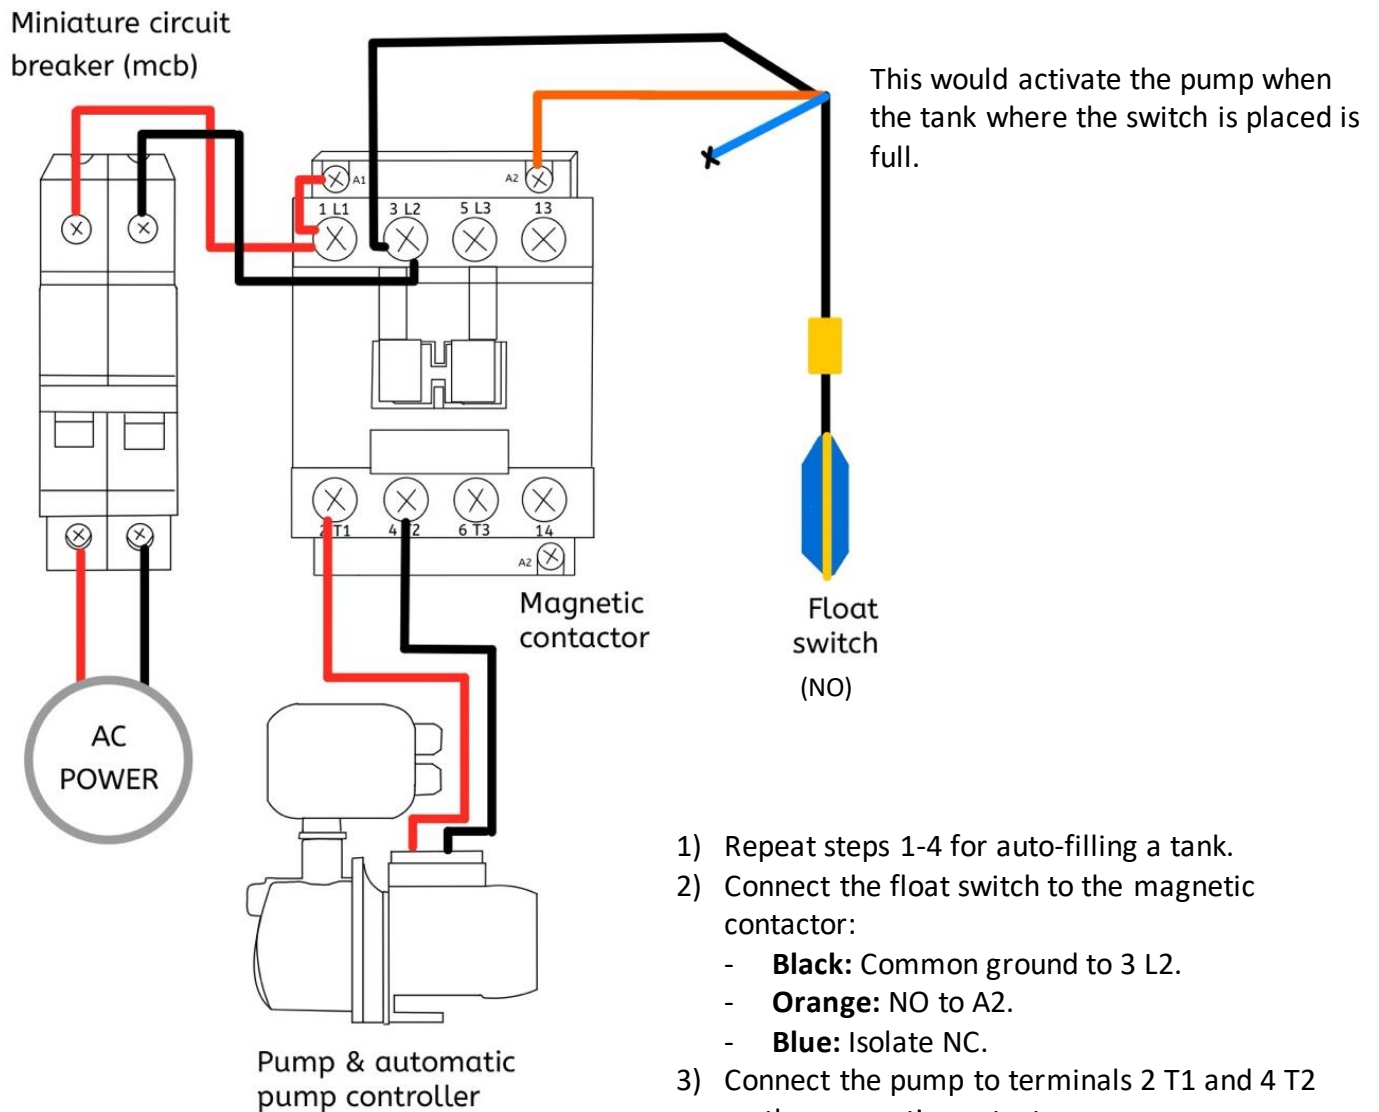 Miniature circuit
breaker (mcb)
This would activate the pump when
the tank where the switch is placed is
full.
A1
A2
1 L1
3 L2
5 L3
13
2 T1
4 T2
6 T3
14
A2
Magnetic
contactor
Float
switch
(NO)
AC
POWER
Pump & automatic
pump controller
1) Repeat steps 1-4 for auto-filling a tank.
2) Connect the float switch to the magnetic
contactor:
- Black: Common ground to 3 L2.
- Orange: NO to A2.
- Blue: Isolate NC.
3) Connect the pump to terminals 2 T1 and 4 T2